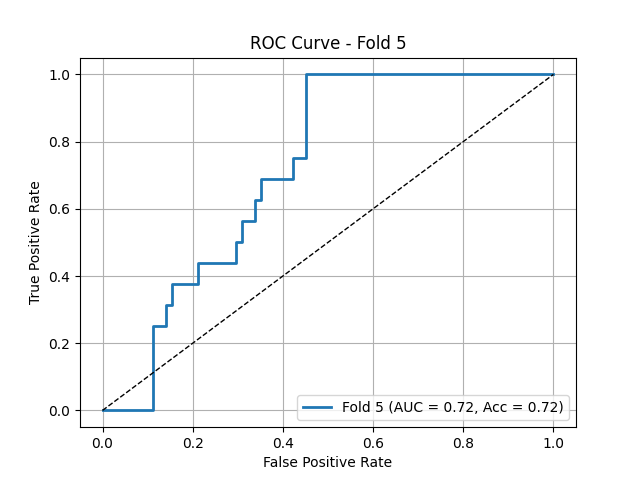 ROC Curve - Fold 5
True Positive Rate
1.0
0.8
0.6
0.4
0.2
0.0
Fold 5 (AUC = 0.72, Acc = 0.72)
0.0 0.2 0.4 0.6 0.8 1.0
False Positive Rate